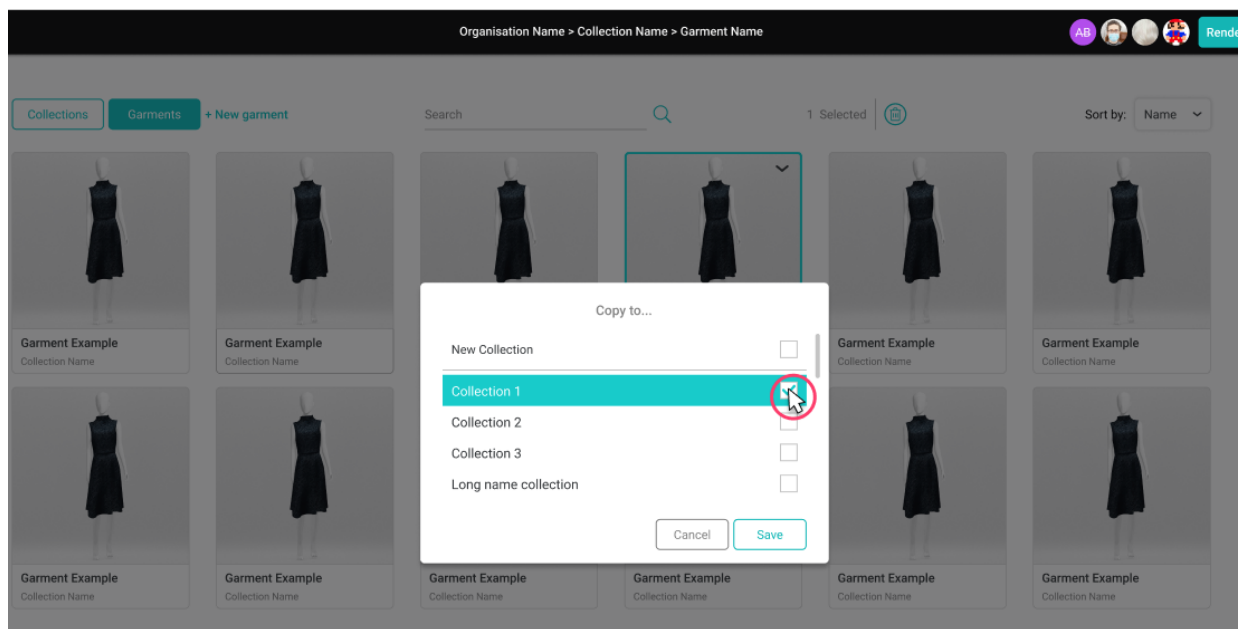 Organisation Name > Collection Name > Garment Name
AB
Collections
Garments
+ New garment
Search
1 Selected
Sort by:
Name
Garment Example
Collection Name
Garment Example
Collection Name
Garment Example
Collection Name
Garment Example
Collection Name
Copy to...
New Collection
Collection 1
Collection 2
Collection 3
Long name collection
Cancel
Save
Garment Example
Collection Name
Garment Example
Collection Name
Garment Example
Collection Name
Garment Example
Collection Name
Garment Example
Collection Name
Garment Example
Collection Name